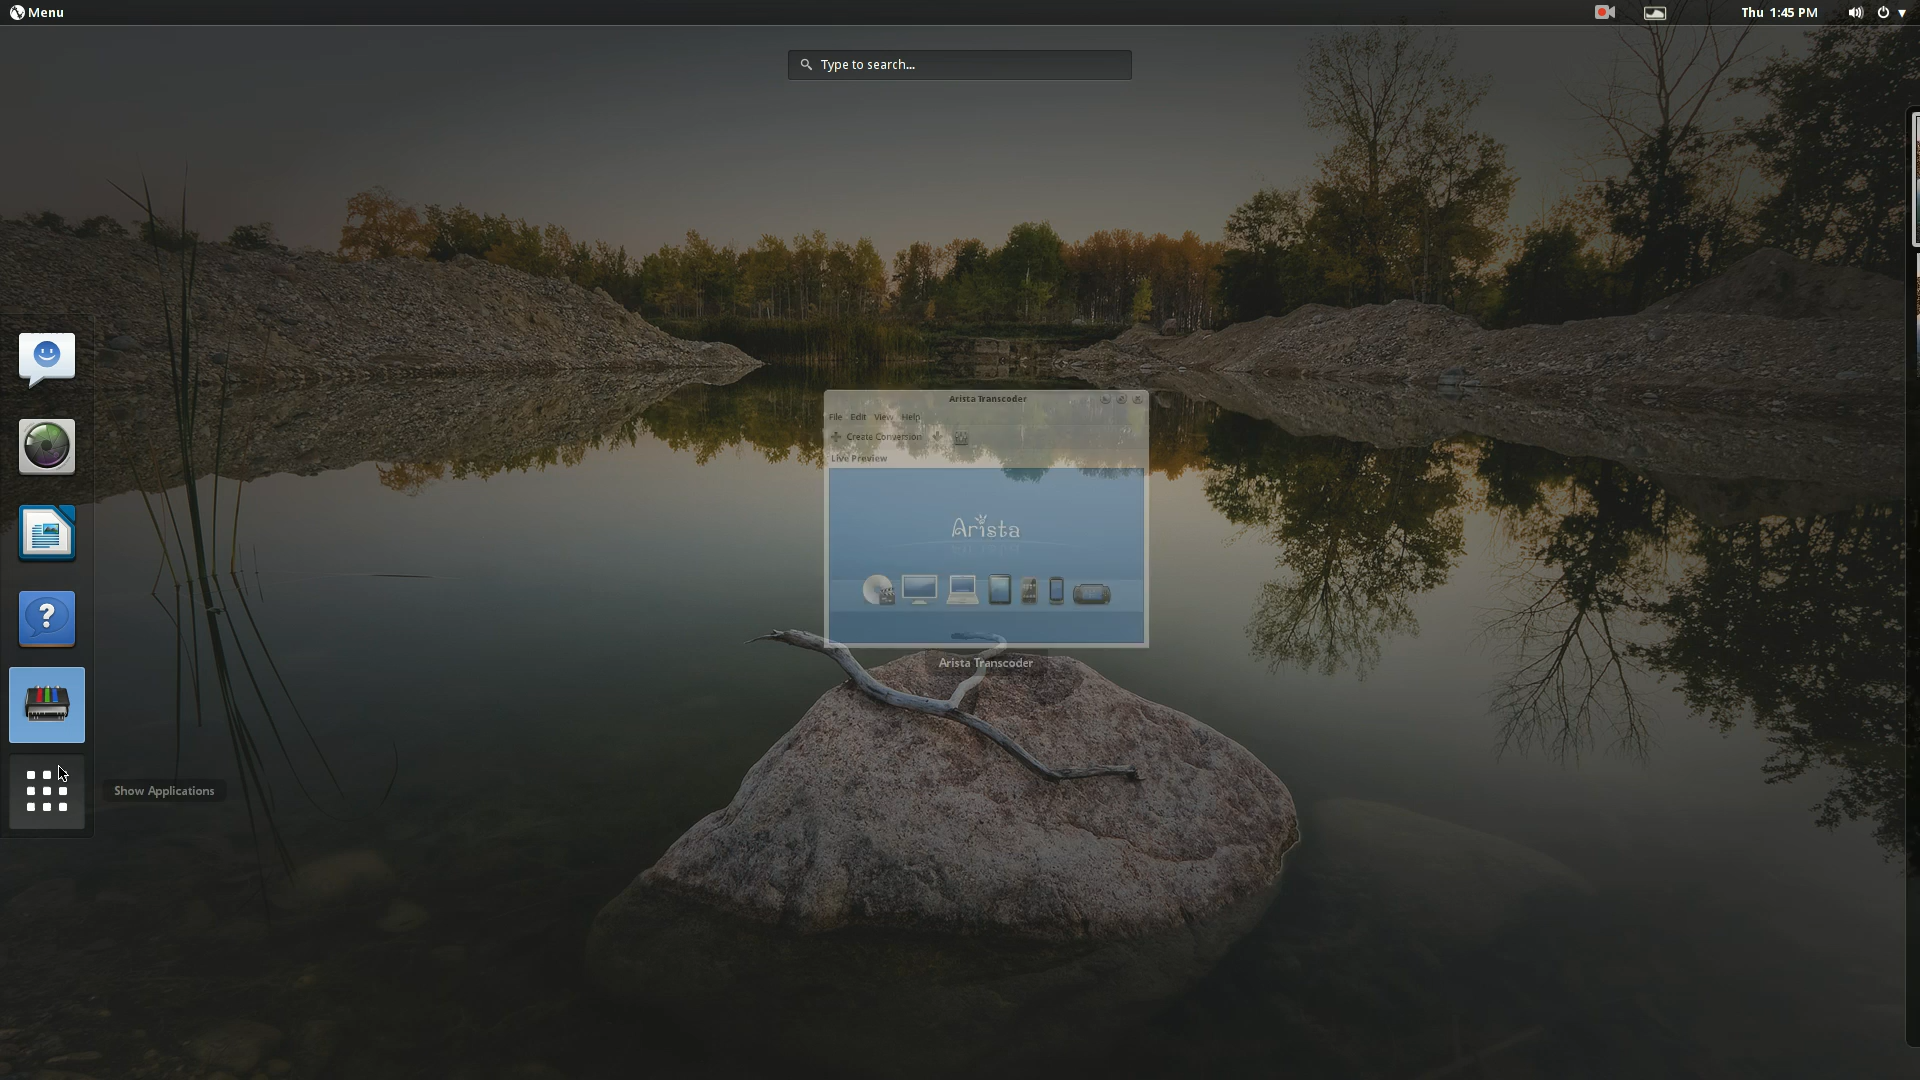 Menu
Thu 1:45 PM
Type to search...
Arista Transcoder
File Edit View Help
Create Conversion
Live Preview
Arista
Arista Transcoder
?
Show Applications